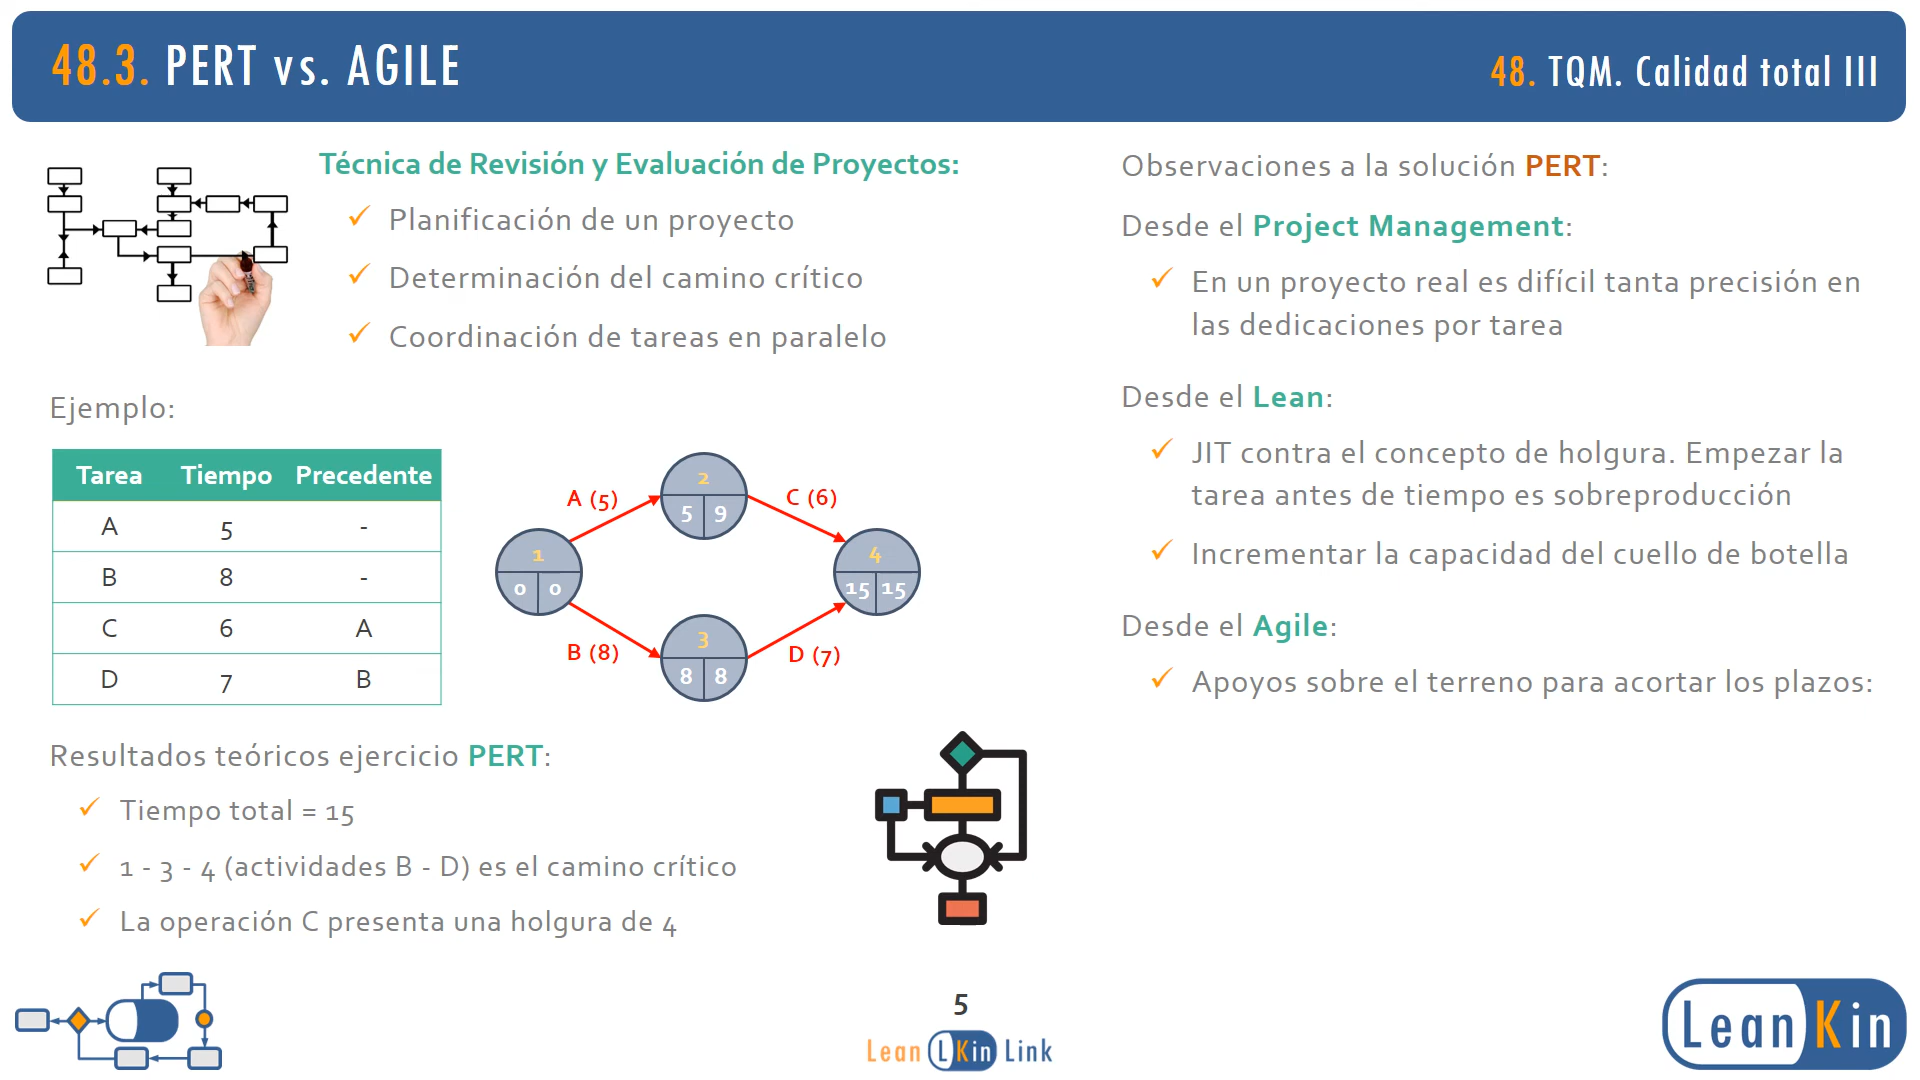 48.3. PERT vs. AGILE
48. TQM. Calidad total III
Técnica de Revisión y Evaluación de Proyectos:
Planificación de un proyecto
Determinación del camino crítico
Coordinación de tareas en paralelo
Ejemplo:
Tarea Tiempo Precedente
A 5 -
B 8 -
C 6 A
D 7 B
A (5)
2
5 9
C (6)
1
0 0
4
15 15
B (8)
3
8 8
D (7)
Resultados teóricos ejercicio PERT:
Tiempo total = 15
1 - 3 - 4 (actividades B - D) es el camino crítico
La operación C presenta una holgura de 4
Observaciones a la solución PERT:
Desde el Project Management:
En un proyecto real es difícil tanta precisión en
las dedicaciones por tarea
Desde el Lean:
JIT contra el concepto de holgura. Empezar la
tarea antes de tiempo es sobreproducción
Incrementar la capacidad del cuello de botella
Desde el Agile:
Apoyos sobre el terreno para acortar los plazos:
5
Lean LKin Link
LeanKin